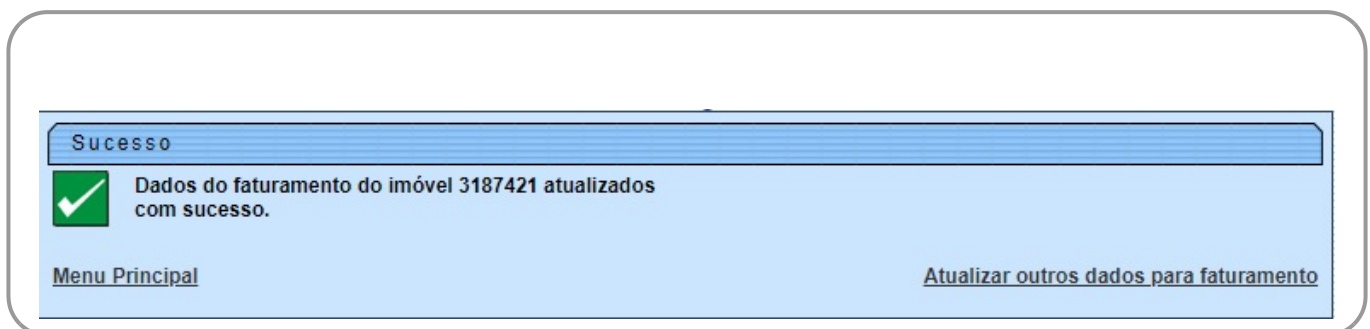 Sucesso
Dados do faturamento do imóvel 3187421 atualizados
com sucesso.
Menu Principal
Atualizar outros dados para faturamento